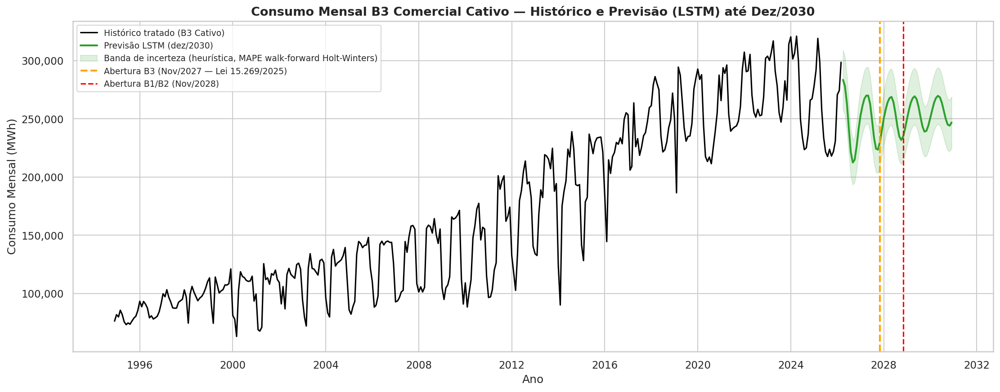 Consumo Mensal B3 Comercial Cativo — Histórico e Previsão (LSTM) até Dez/2030
Histórico tratado (B3 Cativo)
Previsão LSTM (dez/2030)
Banda de incerteza (heurística, MAPE walk-forward Holt-Winters)
Abertura B3 (Nov/2027 — Lei 15.269/2025)
Abertura B1/B2 (Nov/2028)
Consumo Mensal (MWh)
300,000
250,000
200,000
150,000
100,000
1996 2000 2004 2008 2012 2016 2020 2024 2028 2032
Ano